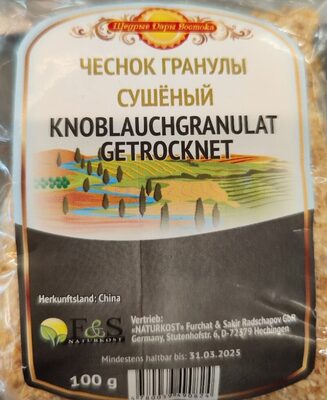 Щедрые Дары Востока
ЧЕСНОК ГРАНУЛЫ
СУШЁНЫЙ
KNOBLAUCHGRANULAT
GETROCKNET
Herkunftsland: China
F&S
NATURKOST
Vertrieb:
«NATURKOST» Furchat & Sakir Radschapov GbR
Germany, Stutenhofstr. 6, D-72379 Hechingen
Mindestens haltbar bis: 31.03.2025
100 g